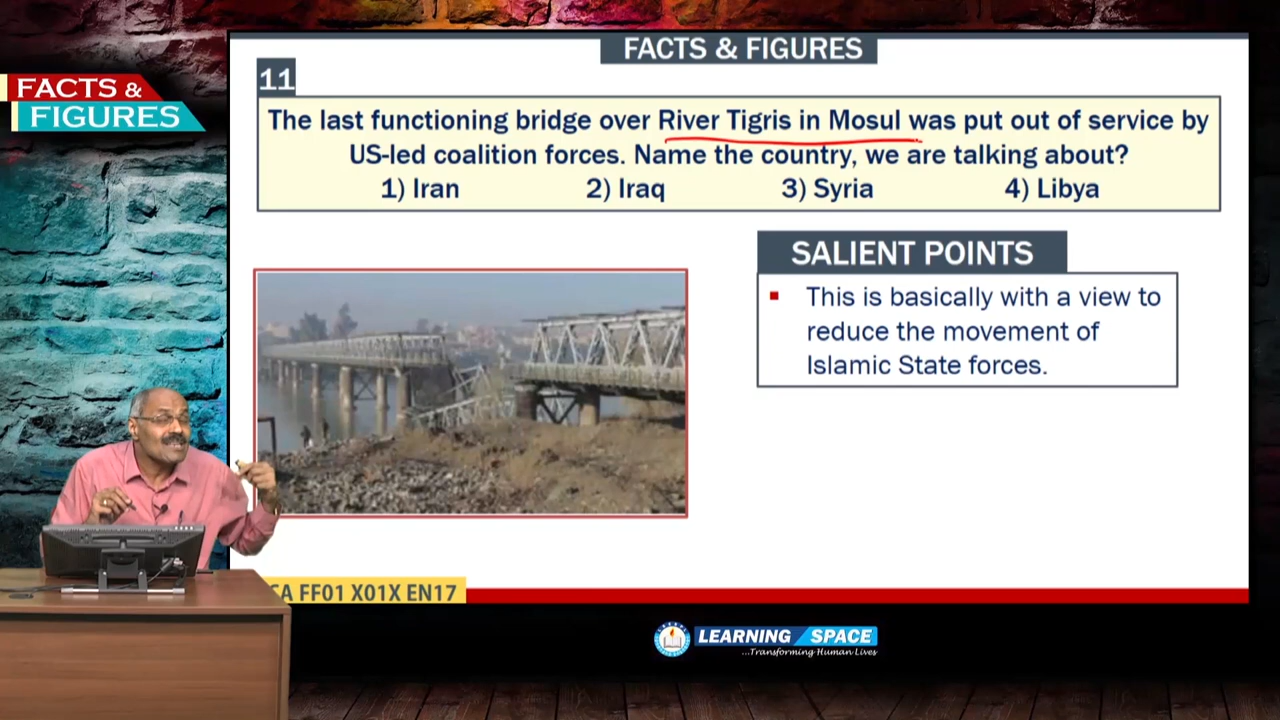 FACTS & FIGURES
FACTS &
FIGURES
11
The last functioning bridge over River Tigris in Mosul was put out of service by
US-led coalition forces. Name the country, we are talking about?
1) Iran 2) Iraq 3) Syria 4) Libya
SALIENT POINTS
This is basically with a view to
reduce the movement of
Islamic State forces.
CA FF01 X01X EN17
LEARNING SPACE
...Transforming Human Lives